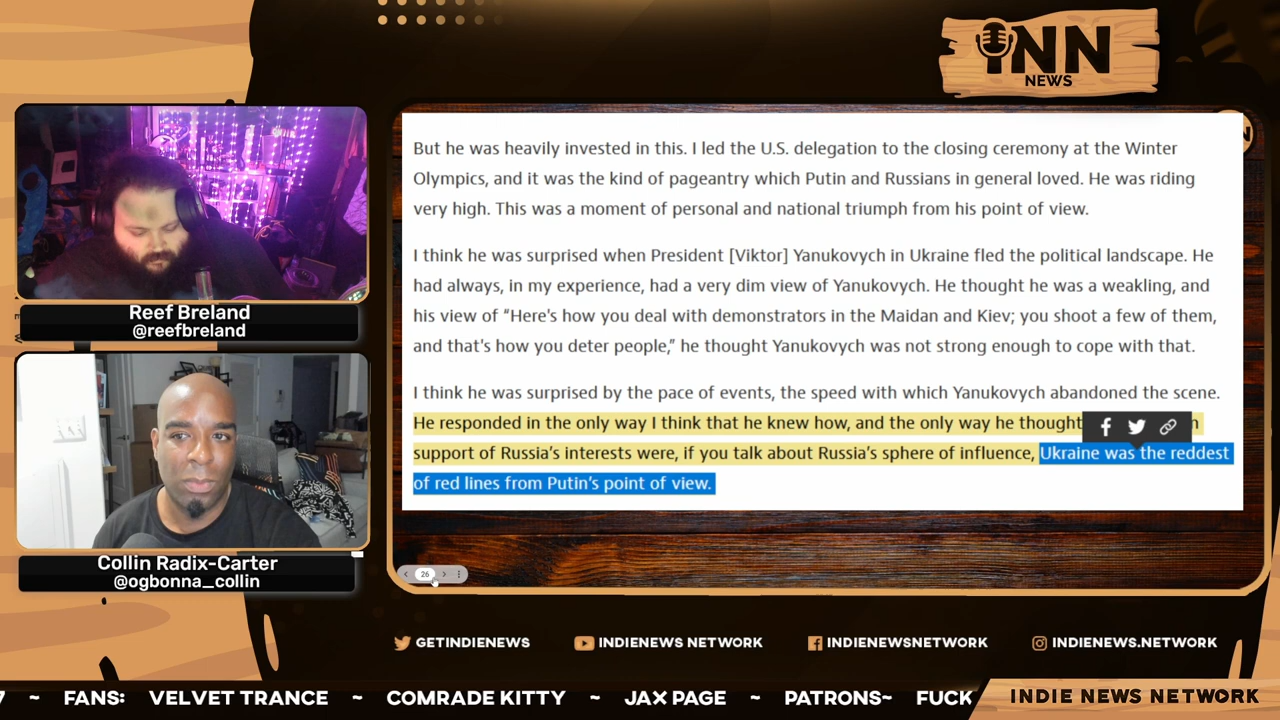 INN
NEWS
But he was heavily invested in this. I led the U.S. delegation to the closing ceremony at the Winter
Olympics, and it was the kind of pageantry which Putin and Russians in general loved. He was riding
very high. This was a moment of personal and national triumph from his point of view.
I think he was surprised when President [Viktor] Yanukovych in Ukraine fled the political landscape. He
had always, in my experience, had a very dim view of Yanukovych. He thought he was a weakling, and
his view of “Here's how you deal with demonstrators in the Maidan and Kiev; you shoot a few of them,
and that's how you deter people,” he thought Yanukovych was not strong enough to cope with that.
I think he was surprised by the pace of events, the speed with which Yanukovych abandoned the scene.
He responded in the only way I think that he knew how, and the only way he thought
support of Russia’s interests were, if you talk about Russia’s sphere of influence, Ukraine was the reddest
of red lines from Putin’s point of view.
Reef Breland
@reefbreland
Collin Radix-Carter
@ogbonna_collin
26
GETINDIENEWS
INDIENEWS NETWORK
INDIENEWSNETWORK
INDIENEWS.NETWORK
7 ~ FANS: VELVET TRANCE ~ COMRADE KITTY ~ JAX PAGE ~ PATRONS~ FUCK
INDIE NEWS NETWORK